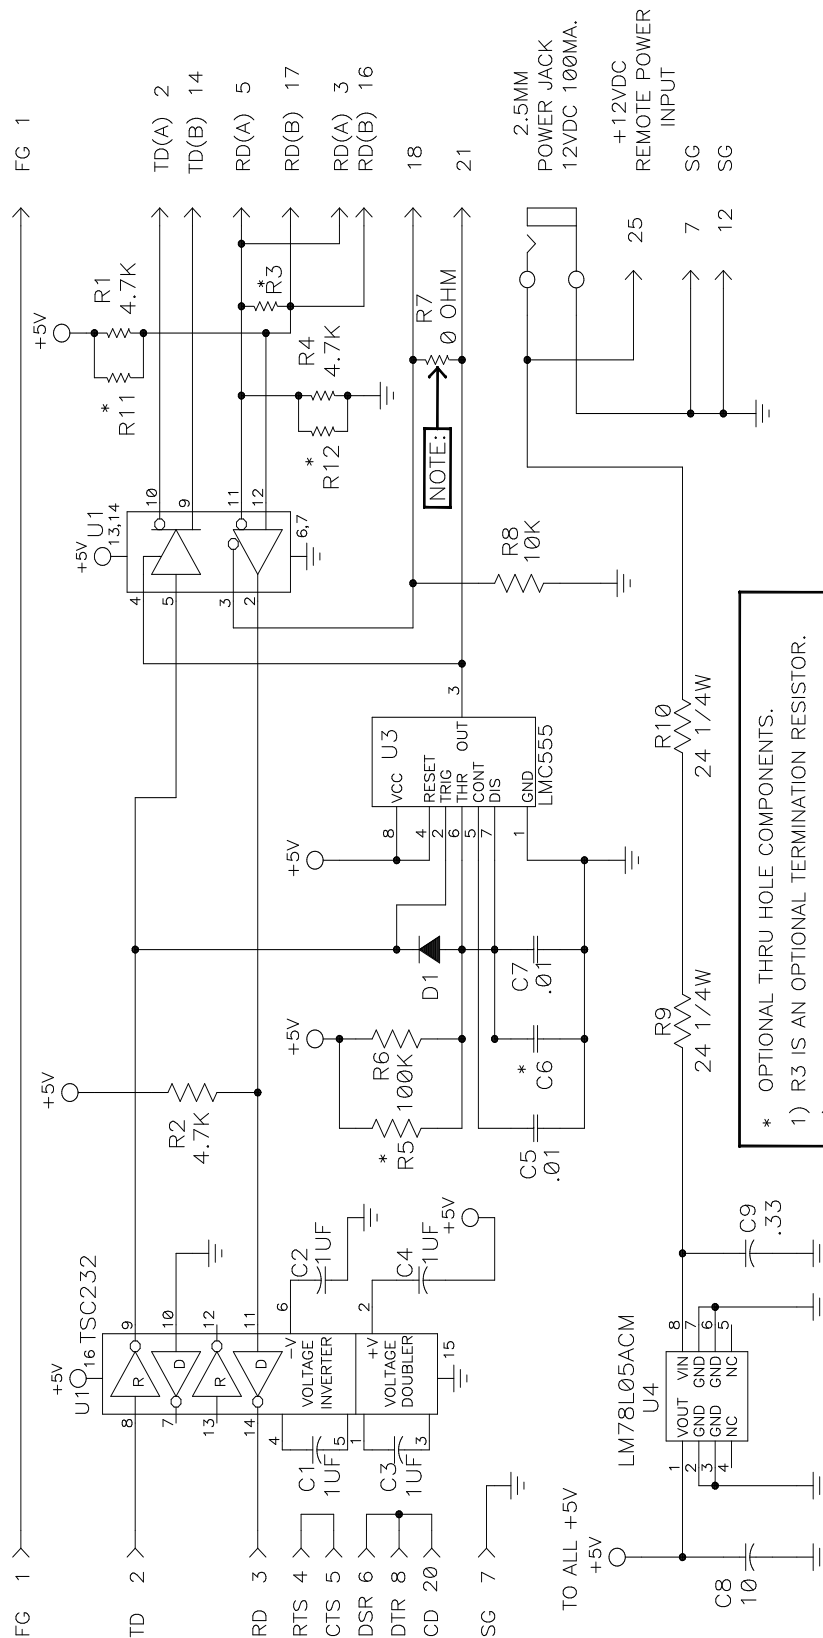 FG 1
TD 2
RD 3
RTS 4
CTS 5
DSR 6
DTR 8
CD 20
SG 7
+5V
U1
16
TSC232
8
R
9
7
D
10
13
R
12
14
D
11
-V
6
VOLTAGE
INVERTER
4
5
+V
2
VOLTAGE
DOUBLER
1
3
15
C1
1UF
C3
1UF
C2
1UF
C4
1UF
+5V
+5V
R2
4.7K
+5V
R6
100K
*
R5
D1
C5
.01
*
C6
C7
.01
+5V
U3
8
VCC
4
RESET
2
TRIG
6
THR
5
CONT
7
DIS
1
GND
OUT
3
LMC555
+5V
U1
13,14
4
5
10
9
3
2
11
12
6,7
+5V
R1
4.7K
*
R11
*
R3
R4
4.7K
*
R12
R7
0 OHM
NOTE:
R8
10K
FG 1
TD(A) 2
TD(B) 14
RD(A) 5
RD(B) 17
RD(A) 3
RD(B) 16
18
21
2.5MM
POWER JACK
12VDC 100MA.
+12VDC
REMOTE POWER
INPUT
25
7 SG
12 SG
TO ALL +5V
+5V
C8
10
LM78L05ACM
U4
1
VOUT
2
GND
3
GND
4
NC
8
VIN
7
GND
6
GND
5
NC
C9
.33
R9
24 1/4W
R10
24 1/4W
* OPTIONAL THRU HOLE COMPONENTS.
1) R3 IS AN OPTIONAL TERMINATION RESISTOR.